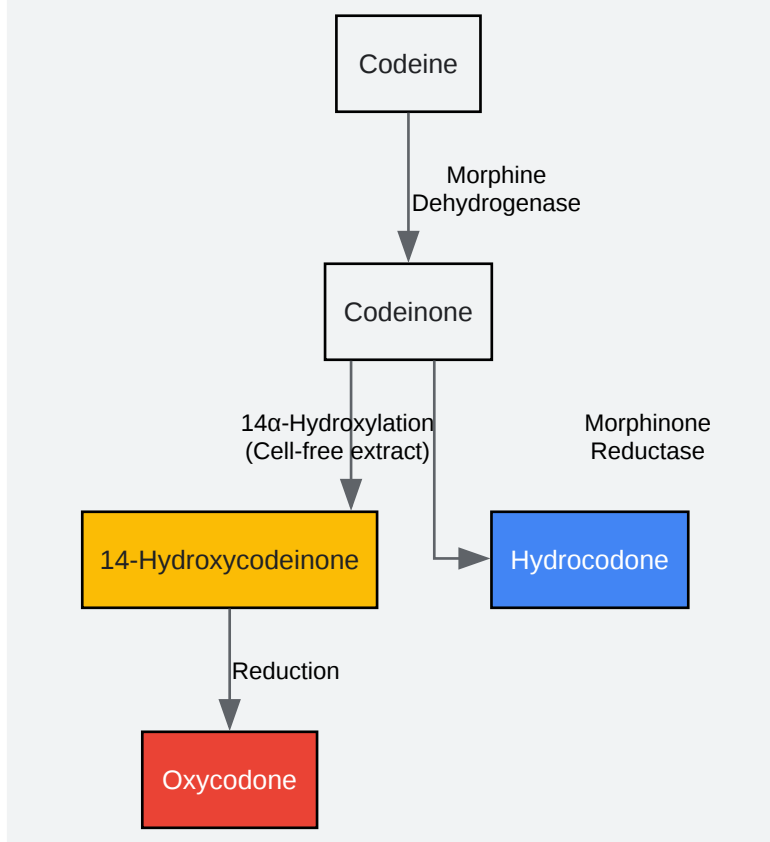 Codeine
Morphine
Dehydrogenase
Codeinone
14α-Hydroxylation
(Cell-free extract)
Morphinone
Reductase
14-Hydroxycodeinone
Hydrocodone
Reduction
Oxycodone